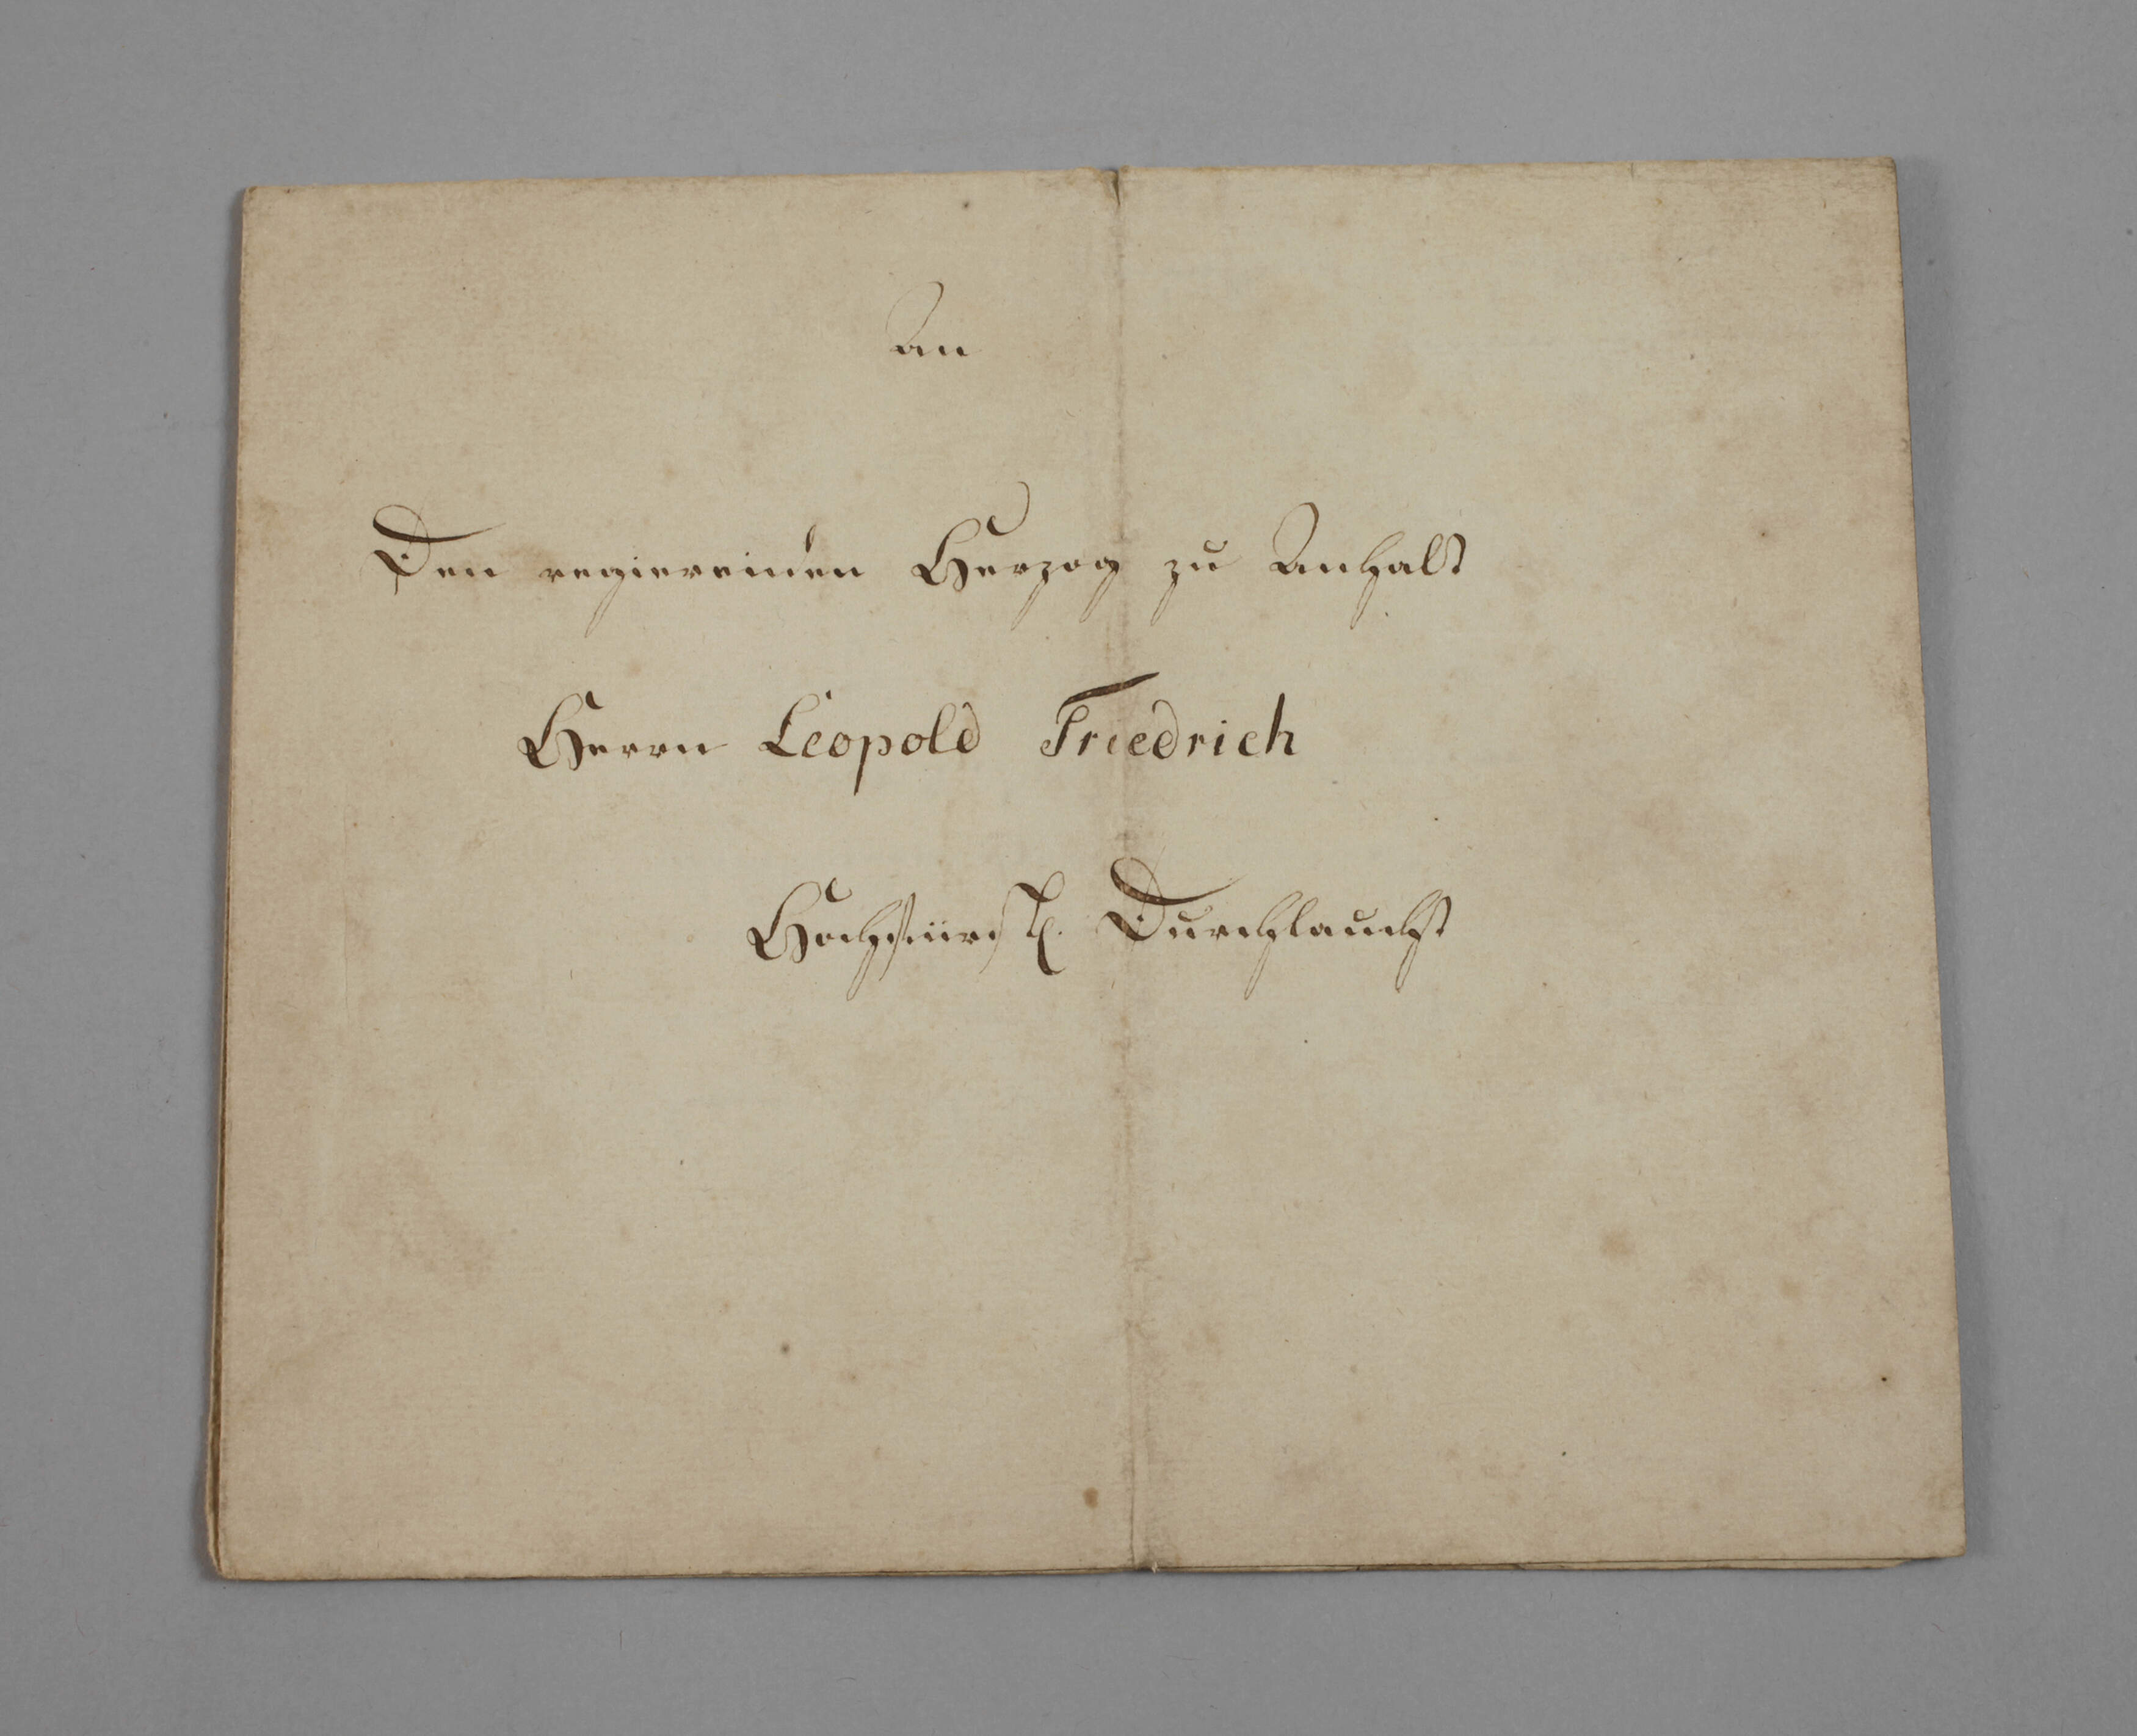 An
Den regierenden Herzog zu Anhalt
Herrn Leopold Friedrich
Hochfürstl. Durchlaucht